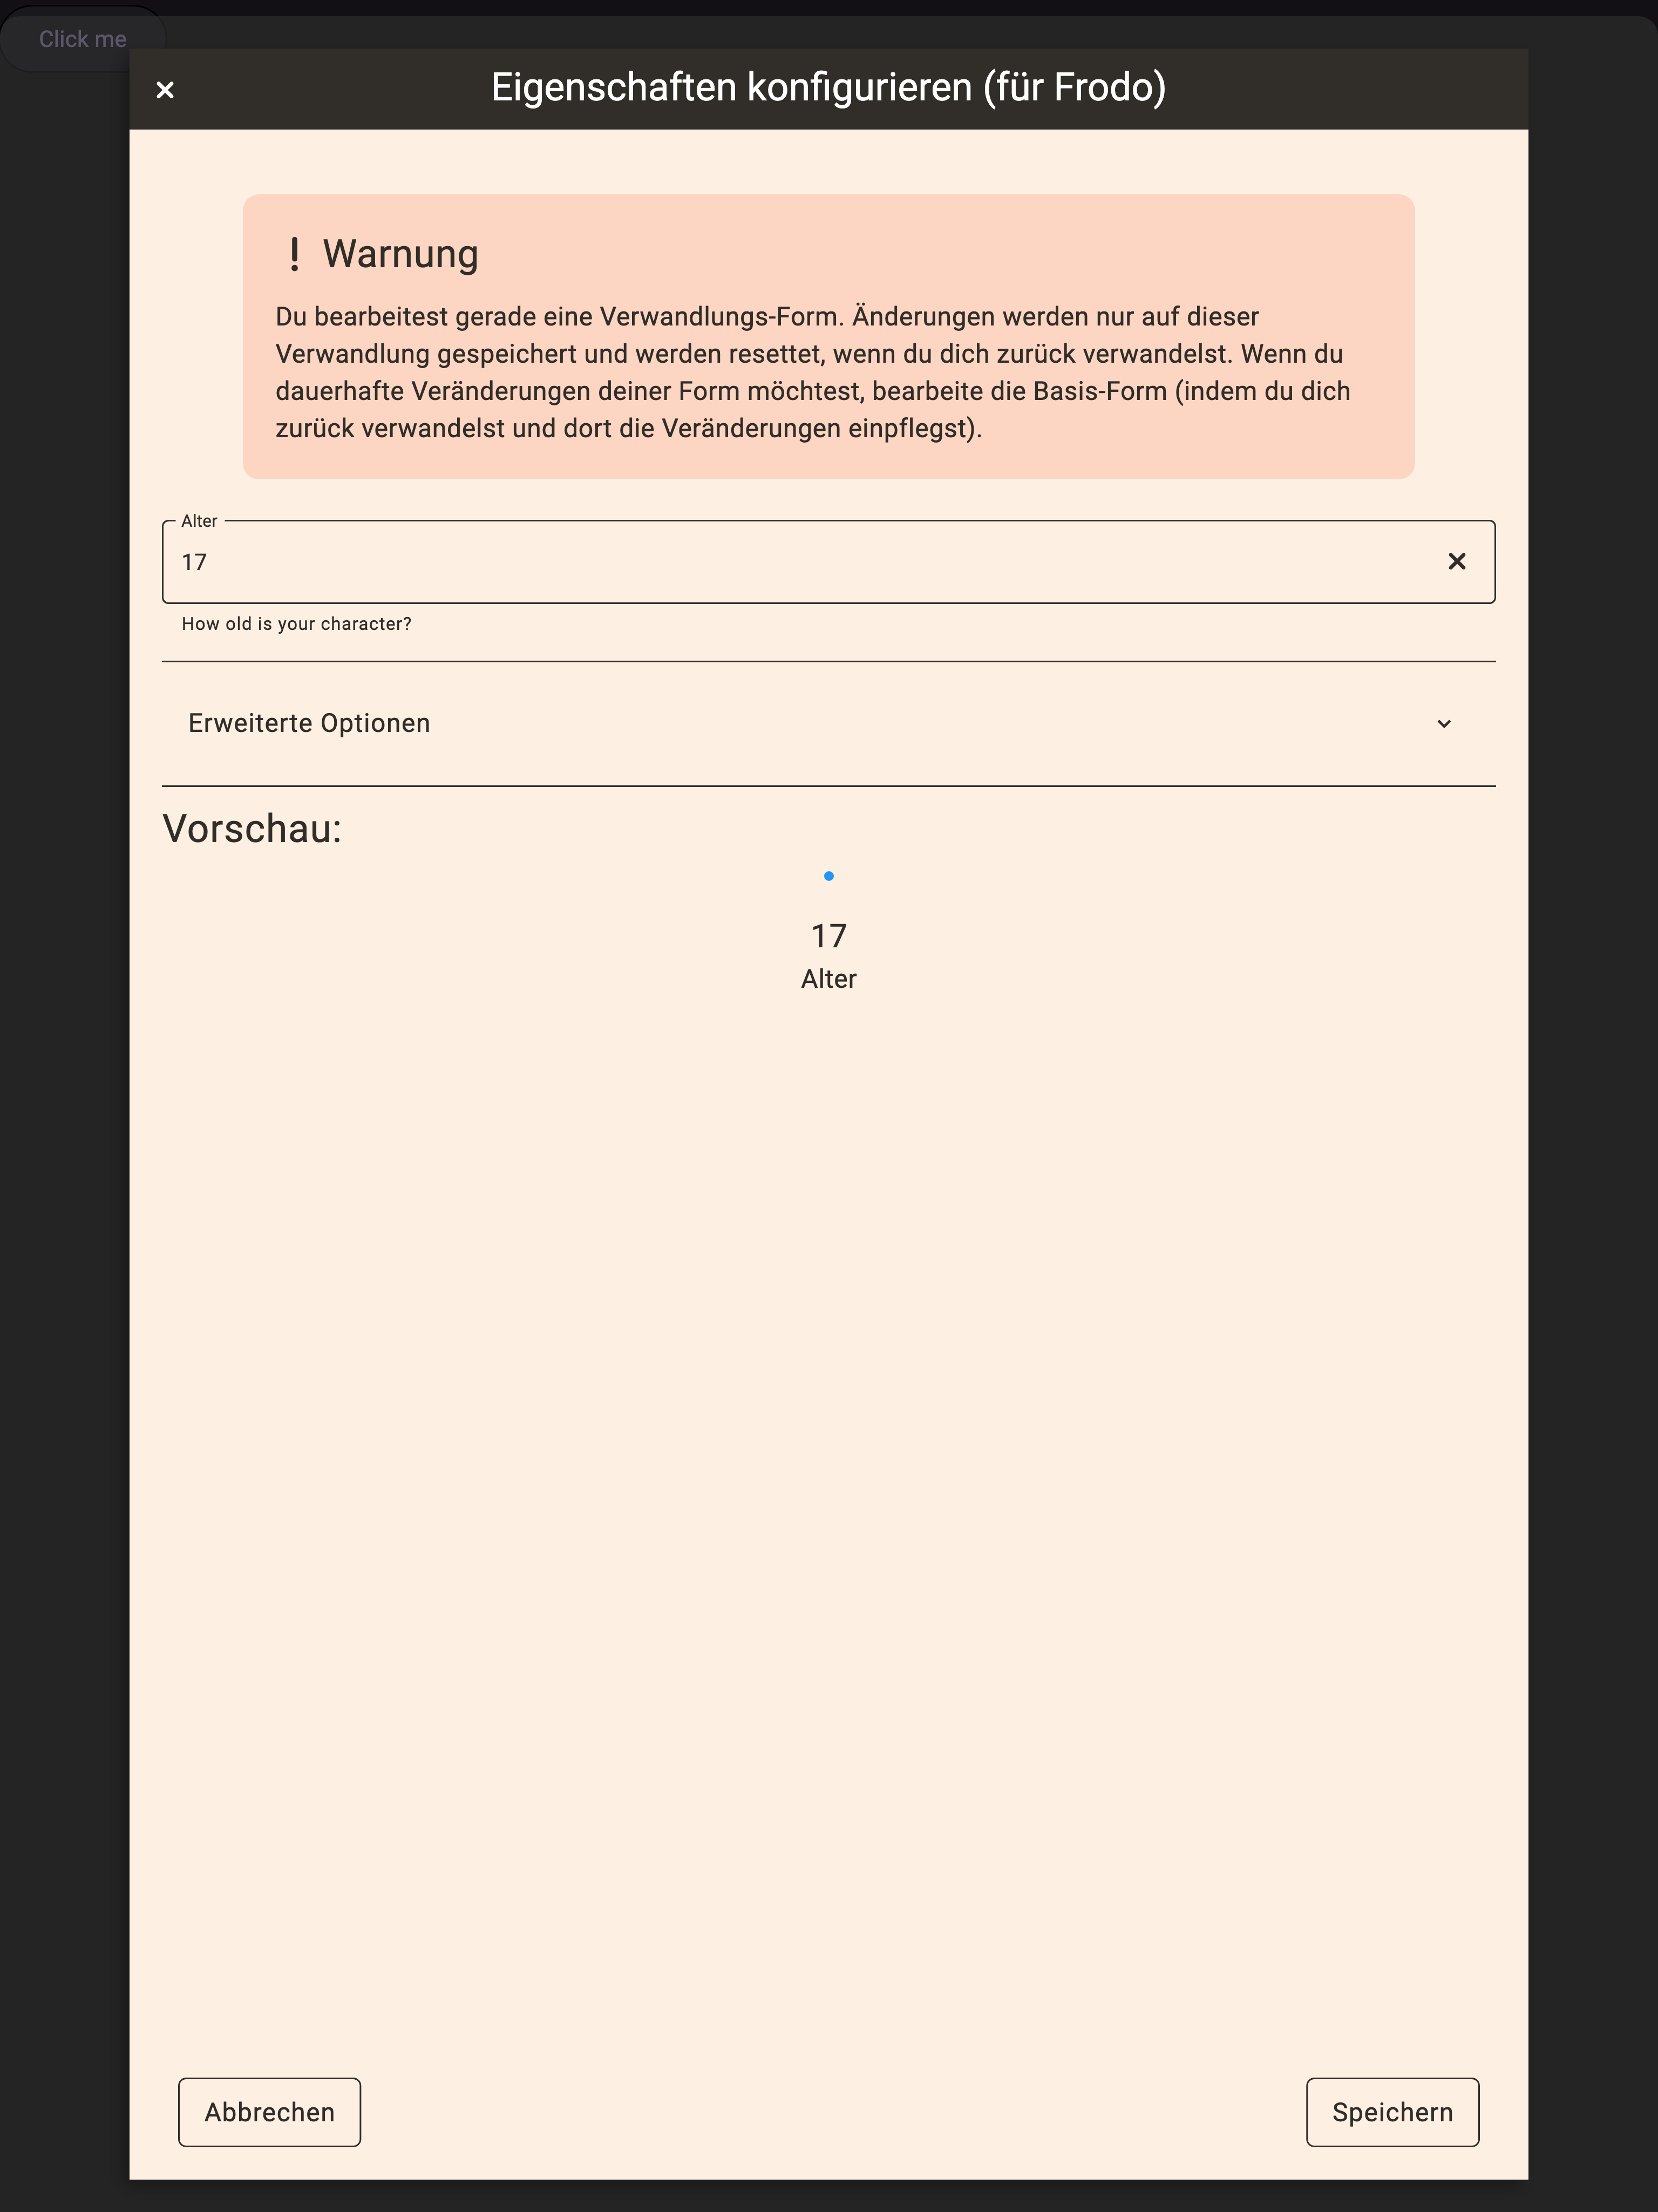 Click me
Eigenschaften konfigurieren (für Frodo)
Warnung
Du bearbeitest gerade eine Verwandlungs-Form. Änderungen werden nur auf dieser
Verwandlung gespeichert und werden resettet, wenn du dich zurück verwandelst. Wenn du
dauerhafte Veränderungen deiner Form möchtest, bearbeite die Basis-Form (indem du dich
zurück verwandelst und dort die Veränderungen einpflegst).
Alter
17
How old is your character?
Erweiterte Optionen
Vorschau:
17
Alter
Abbrechen
Speichern